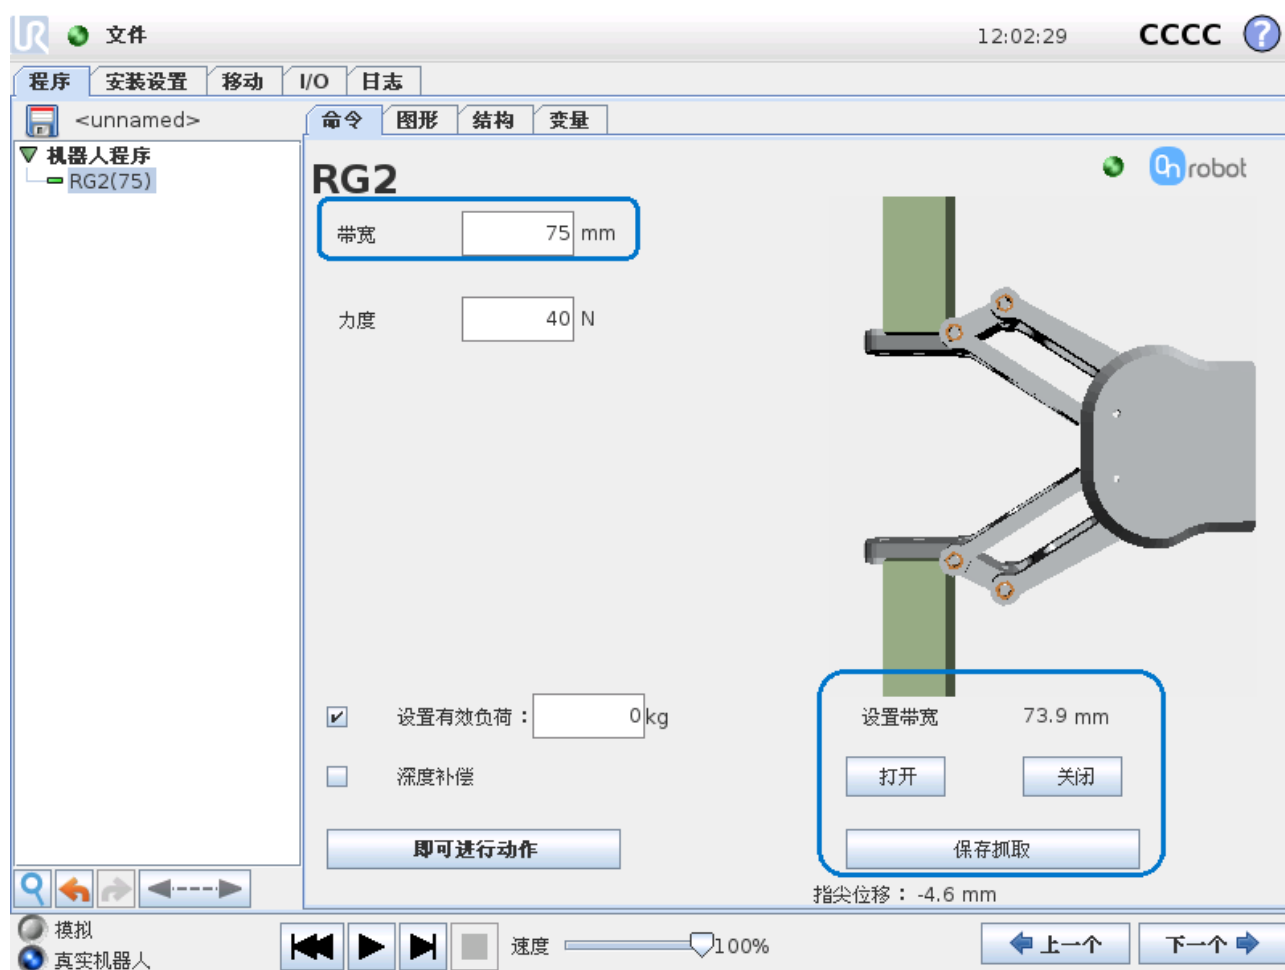 UR 文件 12:02:29 CCCC ?
程序 安装设置 移动 I/O 日志
<unnamed> 命令 图形 结构 变量
机器人程序
RG2(75)
RG2 On robot
带宽 75 mm
力度 40 N
设置有效负荷： 0 kg 设置带宽 73.9 mm
深度补偿 打开 关闭
即可进行动作 保存抓取
指尖位移： -4.6 mm
模拟
真实机器人
速度 100% 上一个 下一个